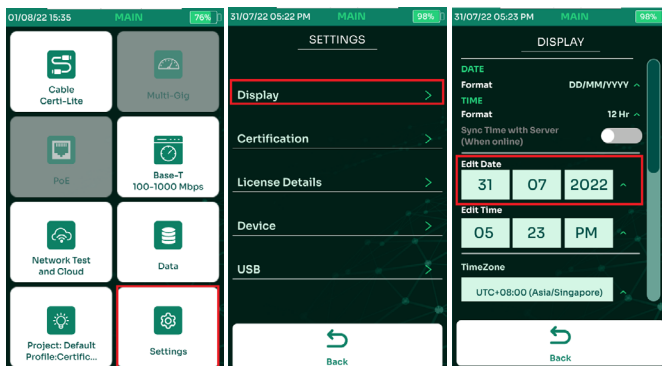 01/08/22 15:35 MAIN 76%
Cable
Certi-Lite
Multi-Gig
PoE
Base-T
100-1000 Mbps
Network Test
and Cloud
Data
Project: Default
Profile:Certific...
Settings
31/07/22 05:22 PM MAIN 98%
SETTINGS
Display
Certification
License Details
Device
USB
Back
31/07/22 05:23 PM MAIN 98%
DISPLAY
DATE
Format DD/MM/YYYY
TIME
Format 12 Hr
Sync Time with Server
(When online)
Edit Date
31 07 2022
Edit Time
05 23 PM
TimeZone
UTC+08:00 (Asia/Singapore)
Back